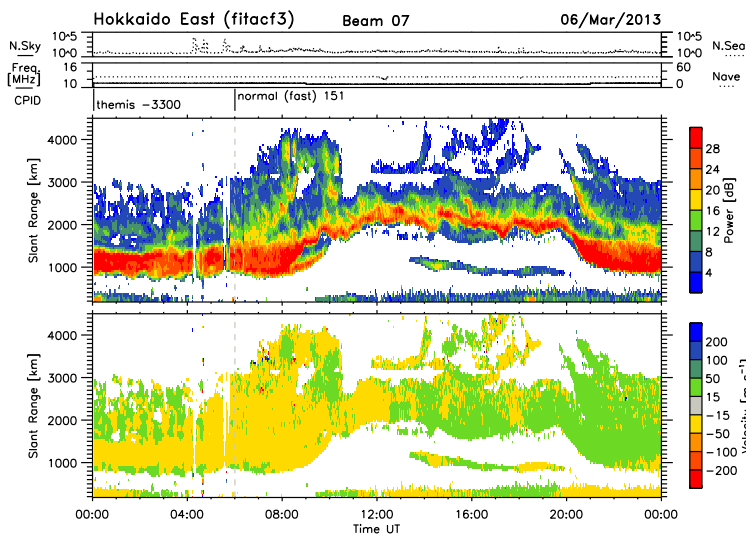 Hokkaido East (fitacf3) Beam 07 06/Mar/2013
N.Sky 10^5 10^0 10^5 10^0 N.Sea
Freq. [MHz] 16 10 60 0 Nave
CPID themis -3300 normal (fast) 151
Slant Range [km]
4000
3000
2000
1000
28
24
20
16
12
8
4
Power [dB]
Slant Range [km]
4000
3000
2000
1000
200
100
50
15
-15
-50
-100
-200
Velocity [m s^-1]
00:00 04:00 08:00 12:00 16:00 20:00 00:00
Time UT